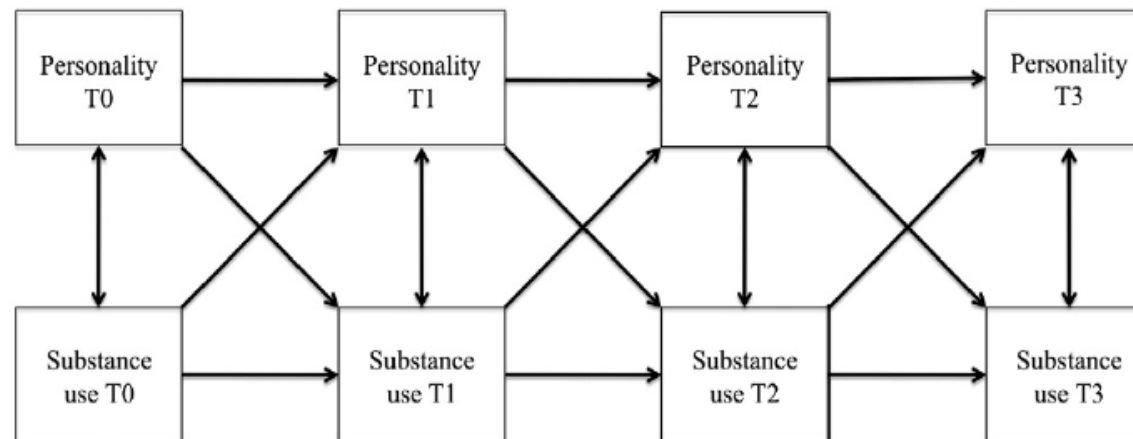 Personality
T0
Personality
T1
Personality
T2
Personality
T3
Substance
use T0
Substance
use T1
Substance
use T2
Substance
use T3